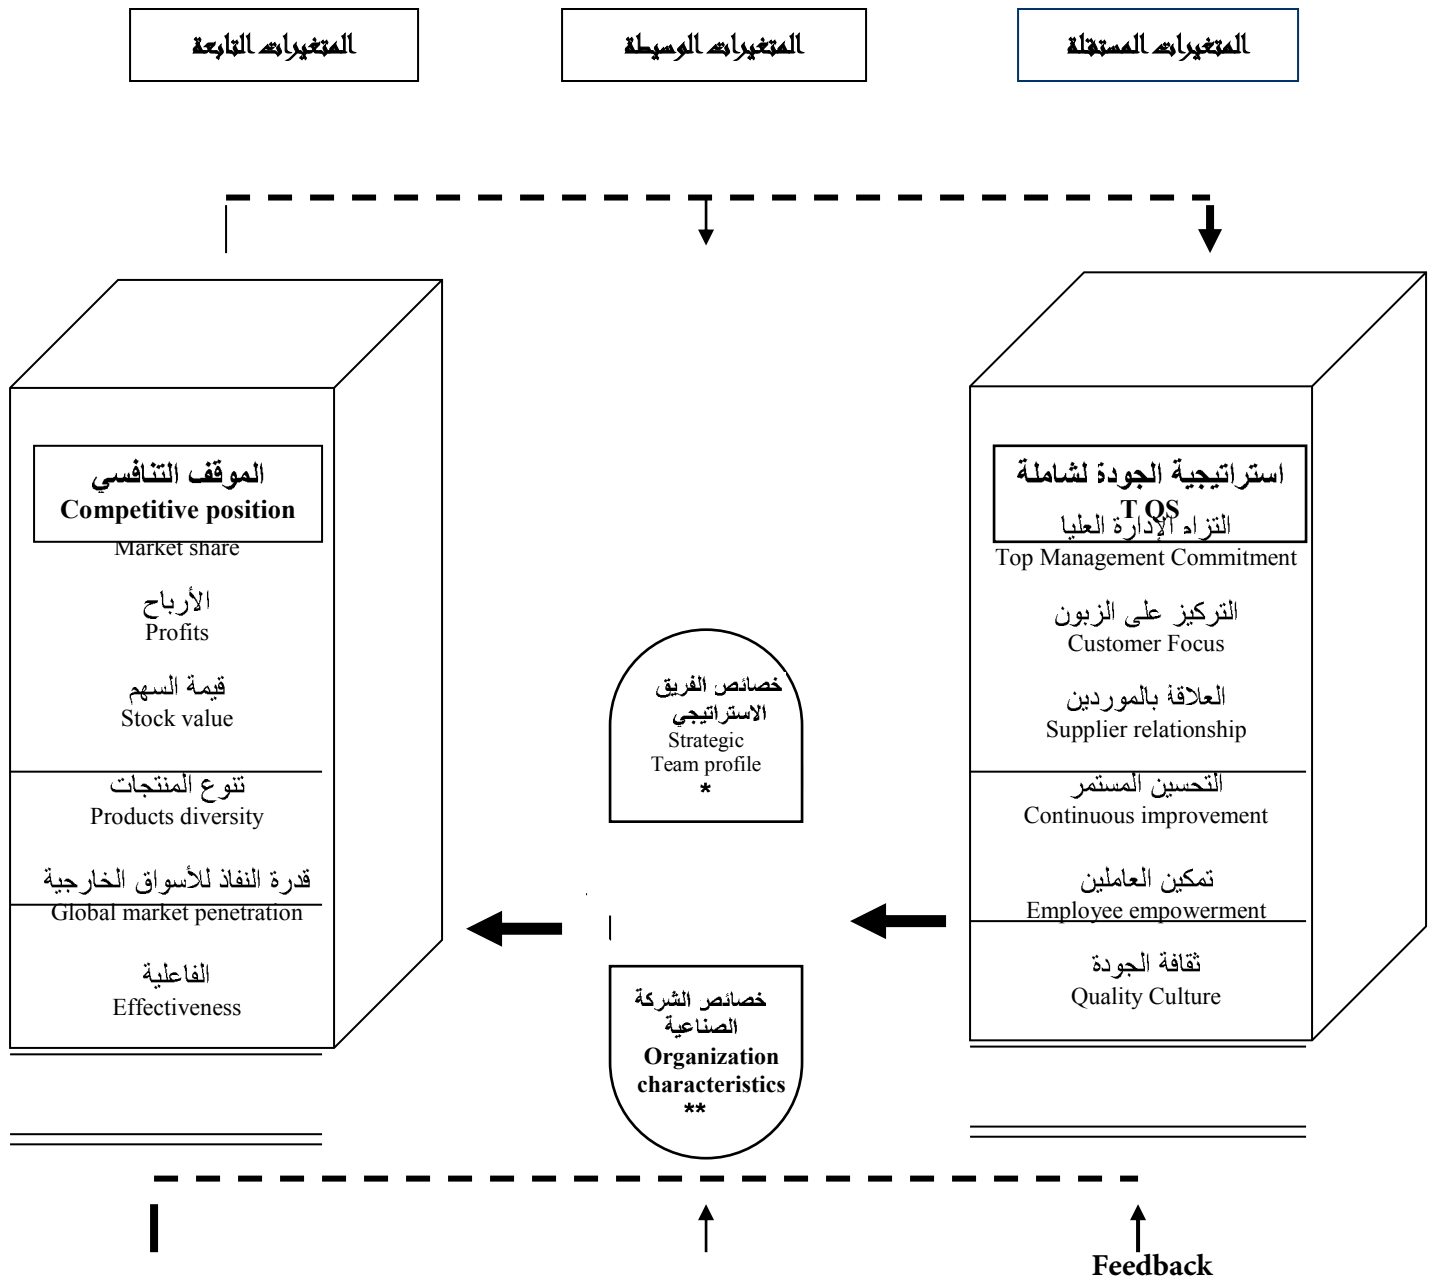 المتغيرات المستقلة
المتغيرات الوسيطة
المتغيرات التابعة
استراتيجية الجودة لشاملة
T QS
التزام الإدارة العليا
Top Management Commitment
التركيز على الزبون
Customer Focus
العلاقة بالموردين
Supplier relationship
التحسين المستمر
Continuous improvement
تمكين العاملين
Employee empowerment
ثقافة الجودة
Quality Culture
خصائص الفريق
الاستراتيجي
Strategic
Team profile
*
خصائص الشركة
الصناعية
Organization
characteristics
**
الموقف التنافسي
Competitive position
Market share
الأرباح
Profits
قيمة السهم
Stock value
تنوع المنتجات
Products diversity
قدرة النفاذ للأسواق الخارجية
Global market penetration
الفاعلية
Effectiveness
Feedback